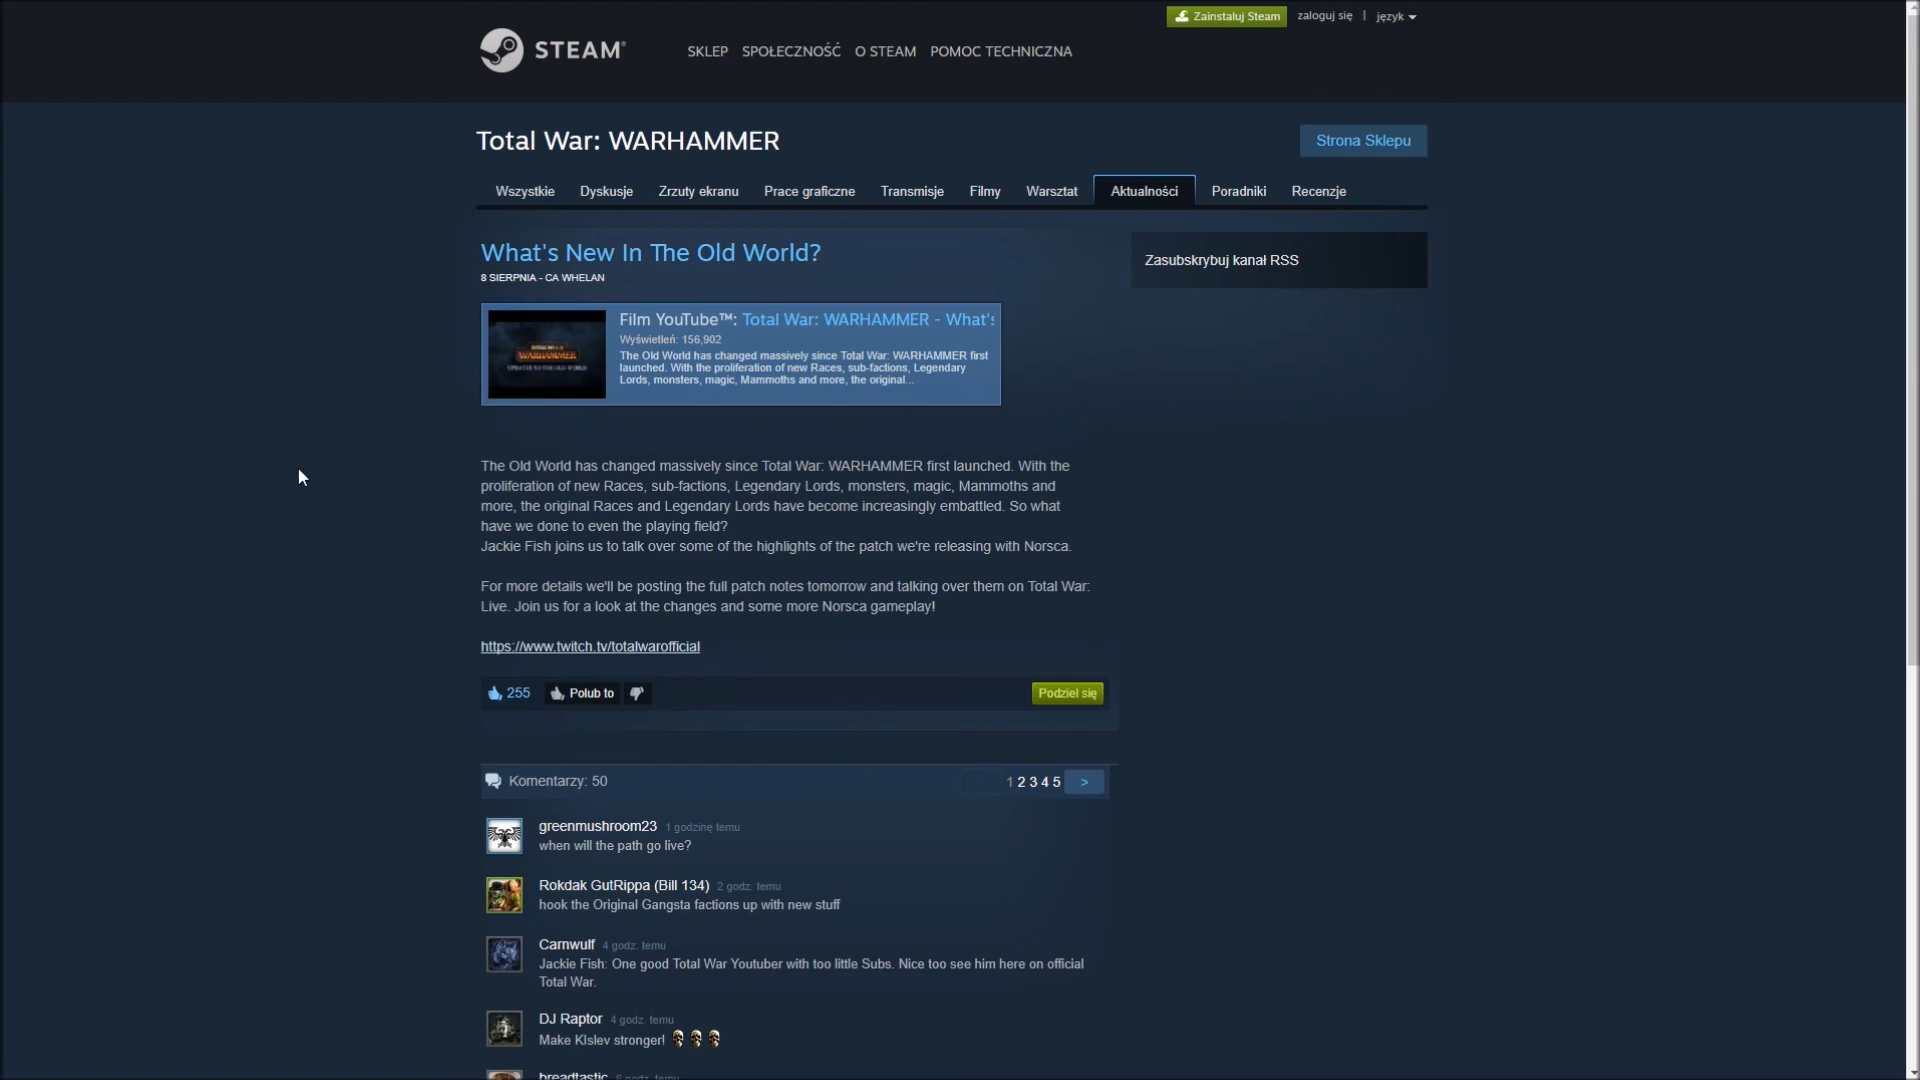 Zainstaluj Steam zaloguj się | język
STEAM®
SKLEP SPOŁECZNOŚĆ O STEAM POMOC TECHNICZNA
Total War: WARHAMMER
Strona Sklepu
Wszystkie Dyskusje Zrzuty ekranu Prace graficzne Transmisje Filmy Warsztat Aktualności Poradniki Recenzje
What's New In The Old World?
8 SIERPNIA - CA WHELAN
Zasubskrybuj kanał RSS
WARHAMMER
UPDATES TO THE OLD WORLD
Film YouTube™: Total War: WARHAMMER - What's
Wyświetleń: 156,902
The Old World has changed massively since Total War: WARHAMMER first
launched. With the proliferation of new Races, sub-factions, Legendary
Lords, monsters, magic, Mammoths and more, the original...
The Old World has changed massively since Total War: WARHAMMER first launched. With the
proliferation of new Races, sub-factions, Legendary Lords, monsters, magic, Mammoths and
more, the original Races and Legendary Lords have become increasingly embattled. So what
have we done to even the playing field?
Jackie Fish joins us to talk over some of the highlights of the patch we're releasing with Norsca.
For more details we'll be posting the full patch notes tomorrow and talking over them on Total War:
Live. Join us for a look at the changes and some more Norsca gameplay!
https://www.twitch.tv/totalwarofficial
255 Polub to
Podziel się
Komentarzy: 50
1 2 3 4 5 >
greenmushroom23 1 godzinę temu
when will the path go live?
Rokdak GutRippa (Bill 134) 2 godz. temu
hook the Original Gangsta factions up with new stuff
Carnwulf 4 godz. temu
Jackie Fish: One good Total War Youtuber with too little Subs. Nice too see him here on official
Total War.
DJ Raptor 4 godz. temu
Make KIslev stronger!
breadtastic 6 godz. temu